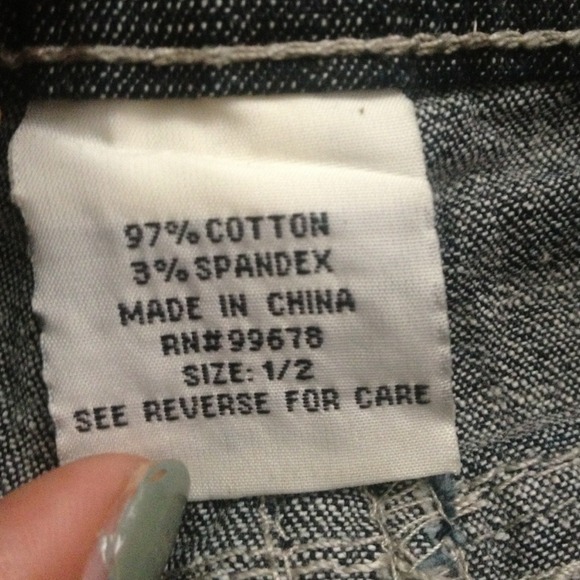 97% COTTON
3% SPANDEX
MADE IN CHINA
RN#99678
SIZE: 1/2
SEE REVERSE FOR CARE